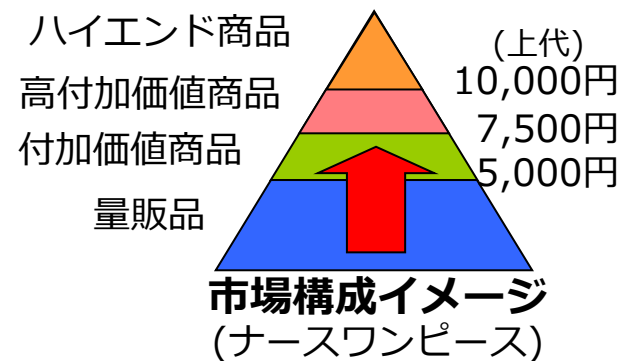 ハイエンド商品
(上代)
10,000円
高付加価値商品
7,500円
付加価値商品
5,000円
量販品
市場構成イメージ
(ナースワンピース)